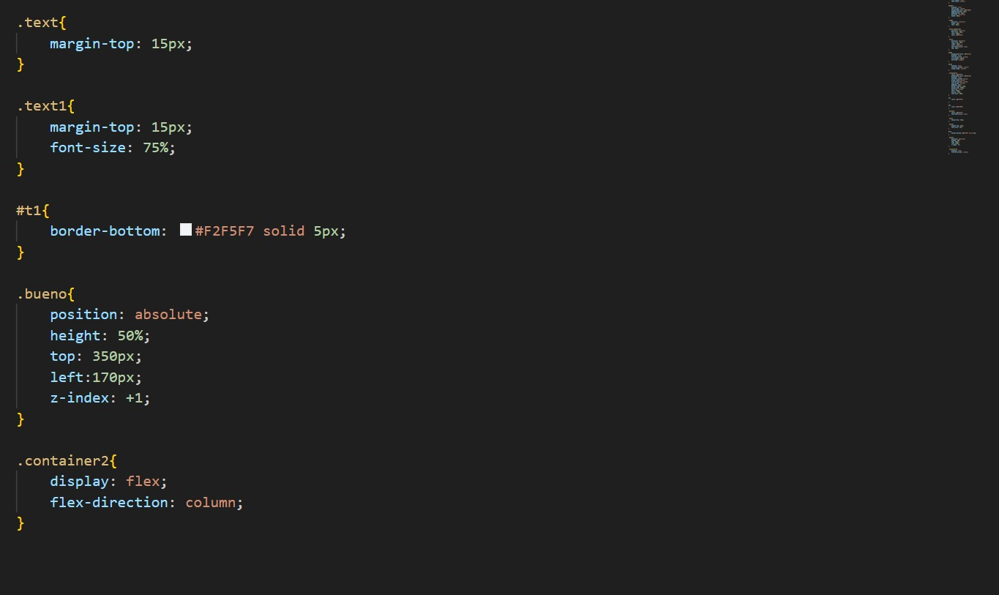 .text{
    margin-top: 15px;
}

.text1{
    margin-top: 15px;
    font-size: 75%;
}

#t1{
    border-bottom: #F2F5F7 solid 5px;
}

.bueno{
    position: absolute;
    height: 50%;
    top: 350px;
    left:170px;
    z-index: +1;
}

.container2{
    display: flex;
    flex-direction: column;
}